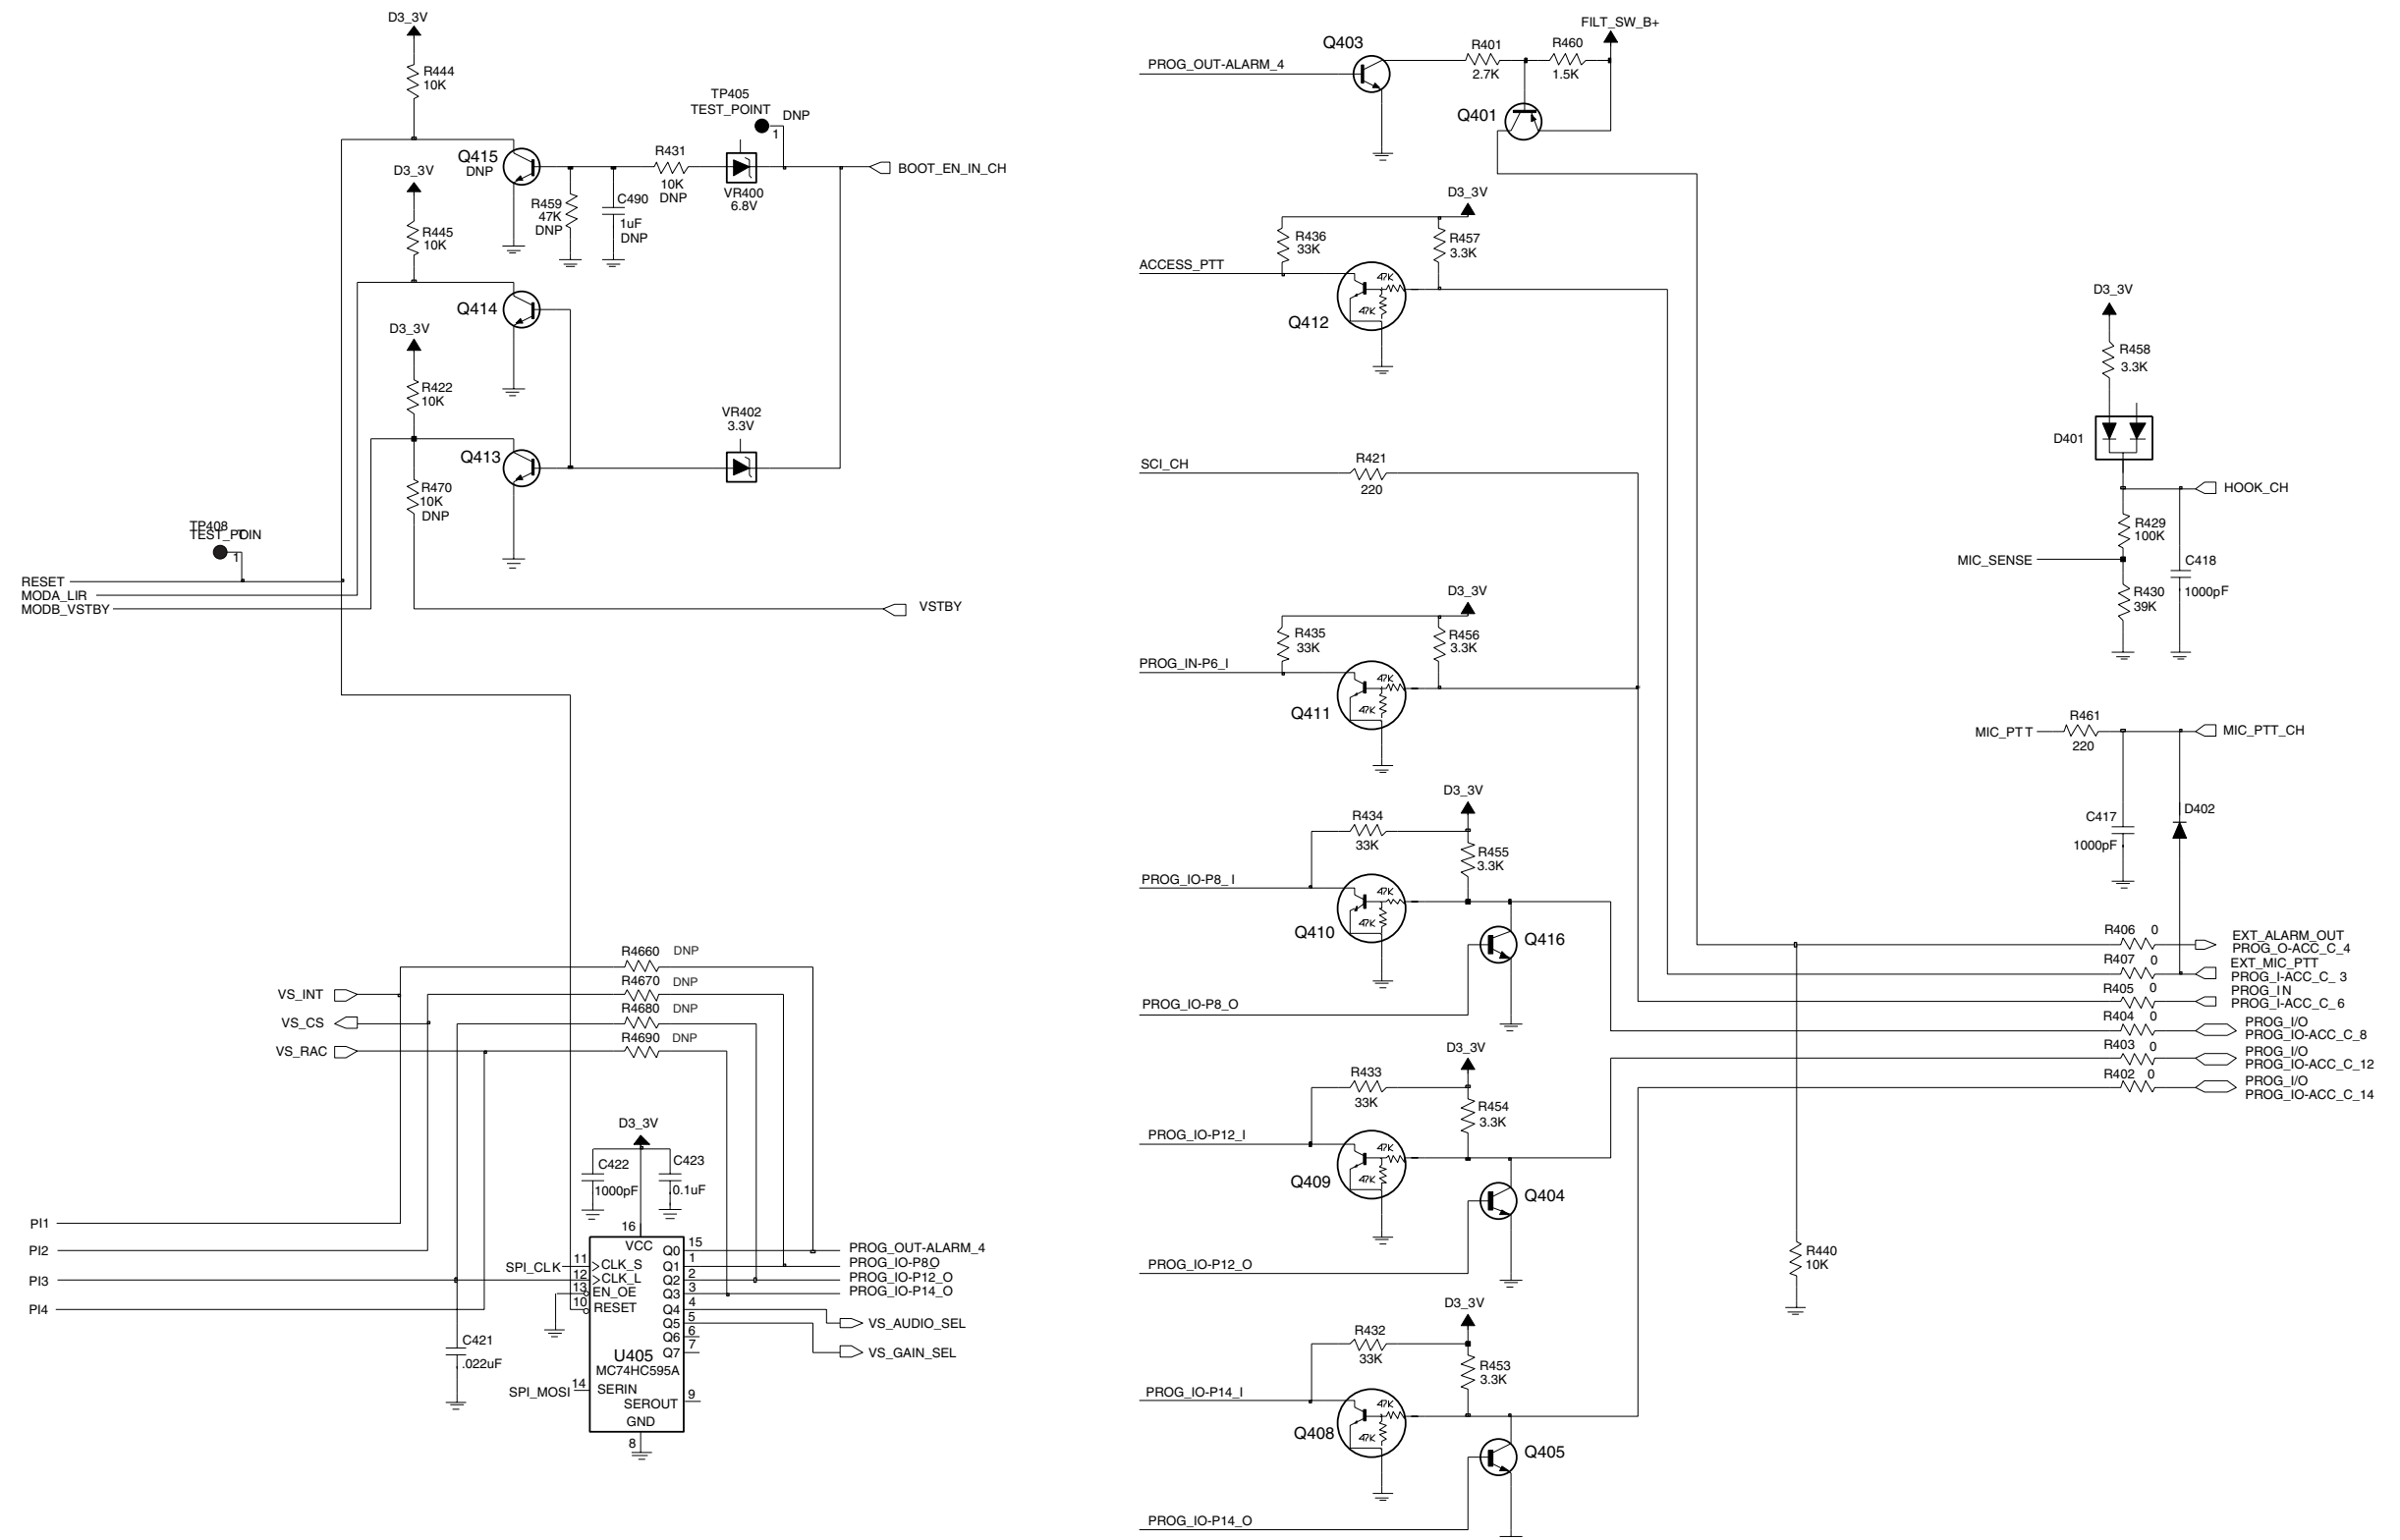 D3_3V
R444
10K
TP405
TEST_POINT
DNP
1
Q415
DNP
R431
10K
DNP
VR400
6.8V
BOOT_EN_IN_CH
D3_3V
R459
47K
DNP
C490
1uF
DNP
R445
10K
Q414
D3_3V
R422
10K
VR402
3.3V
Q413
R470
10K
DNP
TP408
1
RESET
MODA_LIR
MODB_VSTBY
VSTBY
R4660
DNP
R4670
DNP
VS_INT
R4680
DNP
VS_CS
R4690
DNP
VS_RAC
D3_3V
C422
1000pF
C423
0.1uF
PI1
PI2
PI3
PI4
16
VCC
SPI_CLK
11
CLK_S
12
CLK_L
13
EN_OE
10
RESET
Q0
15
PROG_OUT-ALARM_4
Q1
1
PROG_IO-P8O
Q2
2
PROG_IO-P12_O
Q3
3
PROG_IO-P14_O
Q4
4
VS_AUDIO_SEL
Q5
5
VS_GAIN_SEL
Q6
6
Q7
7
C421
.022uF
U405
MC74HC595A
SPI_MOSI
14
SERIN
SEROUT
9
GND
8
PROG_OUT-ALARM_4
Q403
R401
2.7K
R460
1.5K
FILT_SW_B+
Q401
D3_3V
R436
33K
R457
3.3K
ACCESS_PTT
47K
47K
Q412
SCI_CH
R421
220
D3_3V
R435
33K
R456
3.3K
PROG_IN-P6_I
47K
47K
Q411
D3_3V
R434
33K
R455
3.3K
PROG_IO-P8_ I
47K
47K
Q410
Q416
PROG_IO-P8_O
D3_3V
R433
33K
R454
3.3K
PROG_IO-P12_I
47K
47K
Q409
Q404
PROG_IO-P12_O
D3_3V
R432
33K
R453
3.3K
PROG_IO-P14_I
47K
47K
Q408
Q405
PROG_IO-P14_O
D3_3V
R458
3.3K
D401
HOOK_CH
R429
100K
MIC_SENSE
C418
1000pF
R430
39K
MIC_PTT
R461
220
MIC_PTT_CH
D402
C417
1000pF
R406 0
EXT_ALARM_OUT
PROG_O-ACC_C_4
R407 0
EXT_MIC_PTT
PROG_I-ACC_C_ 3
R405 0
PROG_IN
PROG_I-ACC_C_6
R404 0
PROG_I/O
PROG_IO-ACC_C_8
R403 0
PROG_I/O
PROG_IO-ACC_C_12
R402 0
PROG_I/O
PROG_IO-ACC_C_14
R440
10K